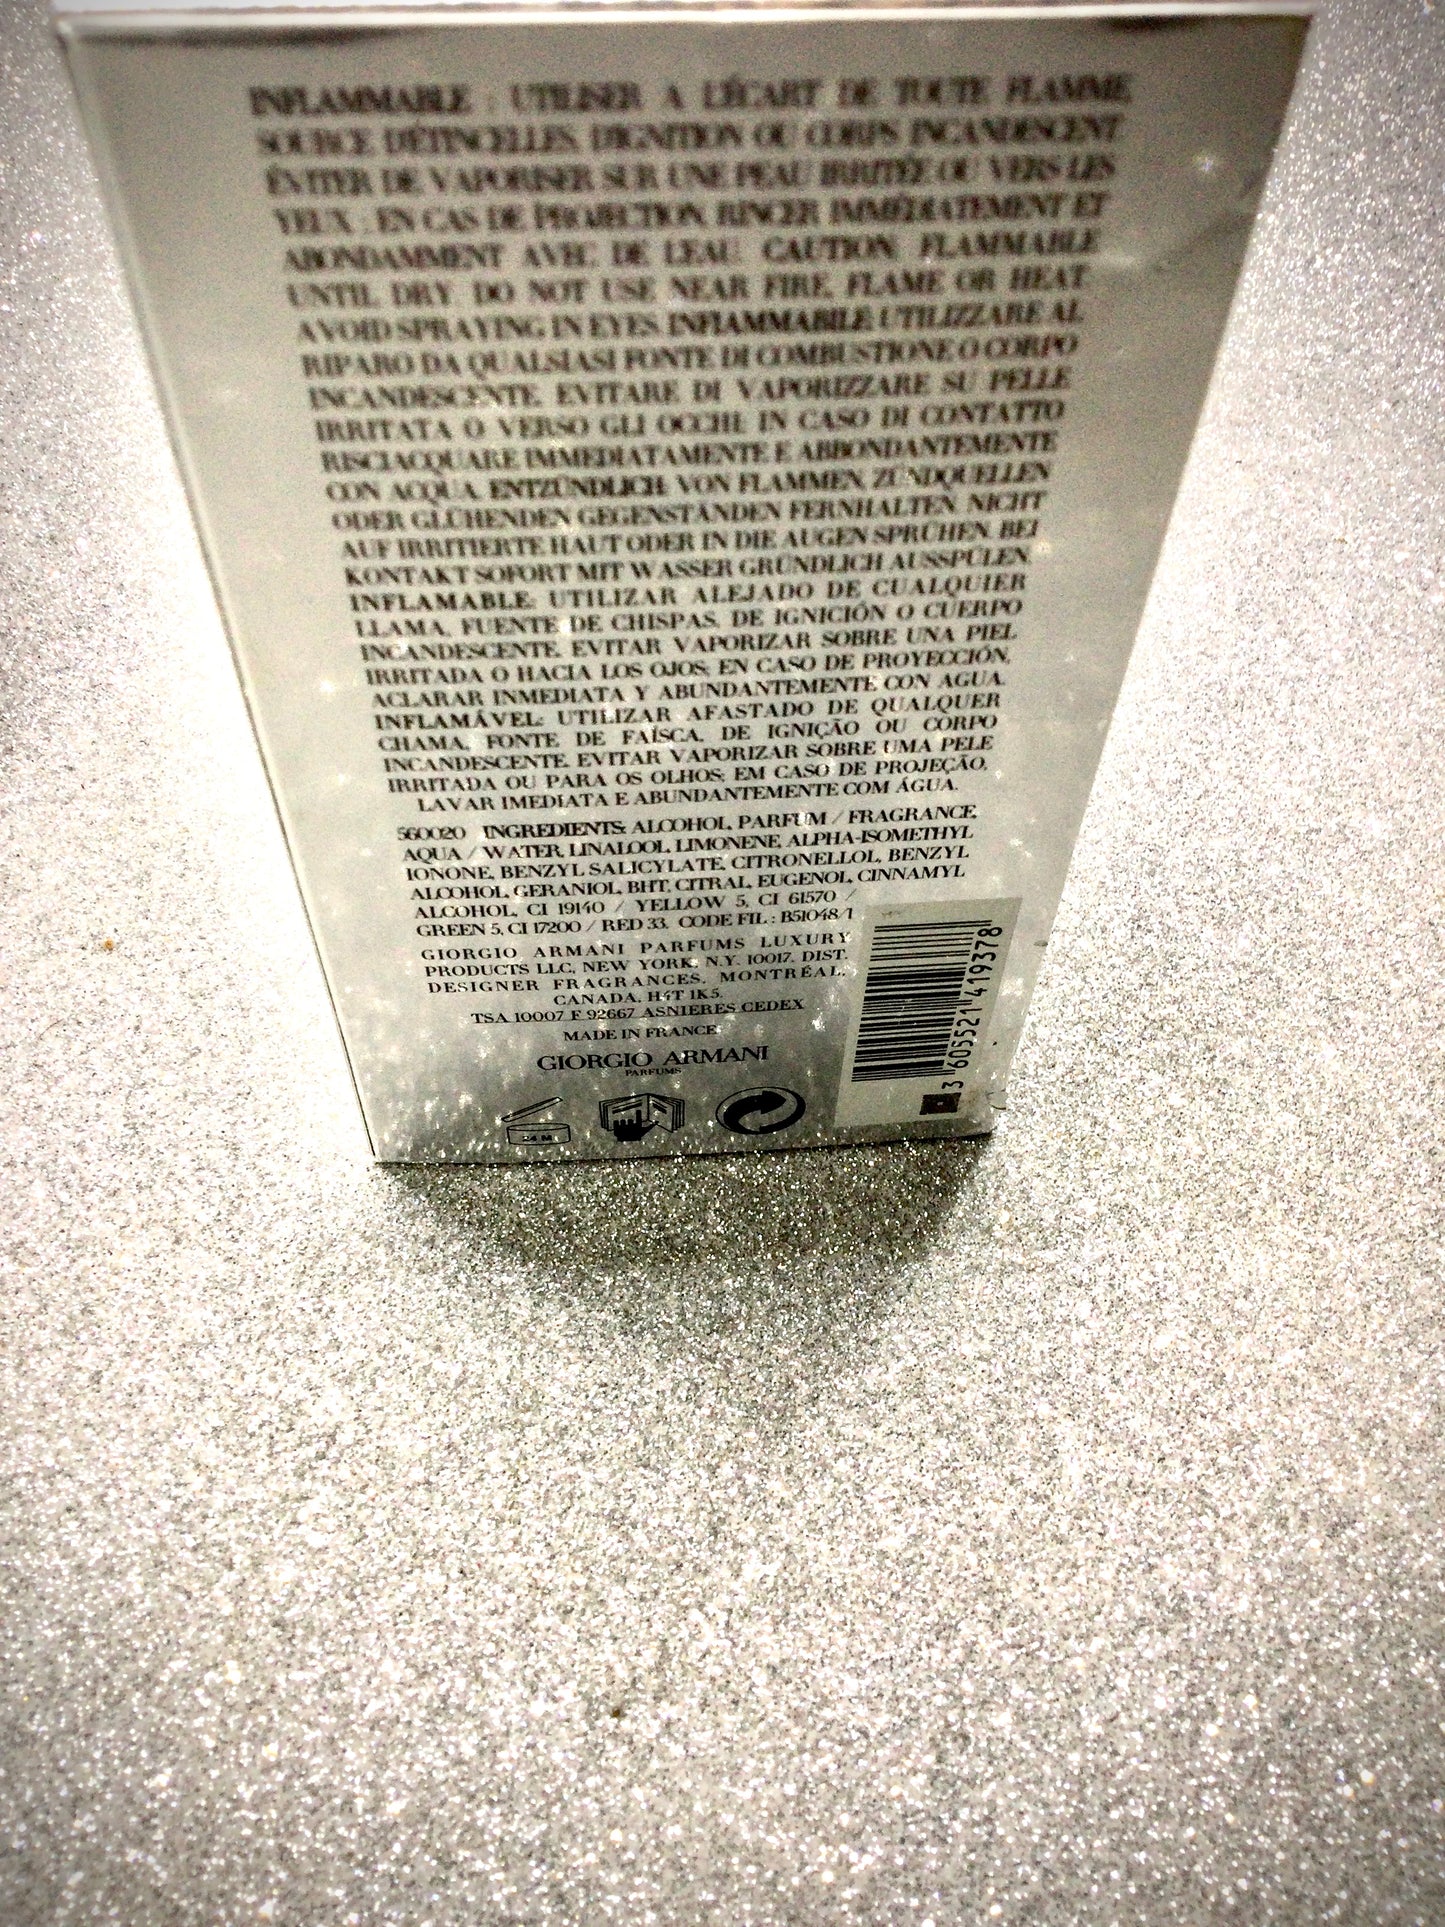 INFLAMMABLE : UTILISER A L'ÉCART DE TOUTE FLAMME,
SOURCE D'ÉTINCELLES, D'IGNITION OU CORPS INCANDESCENT
ÉVITER DE VAPORISER SUR UNE PEAU IRRITÉE OU VERS LES
YEUX ; EN CAS DE PROJECTION, RINCER IMMÉDIATEMENT ET
ABONDAMMENT AVEC DE L'EAU. CAUTION: FLAMMABLE
UNTIL DRY. DO NOT USE NEAR FIRE, FLAME OR HEAT.
AVOID SPRAYING IN EYES. INFIAMMABILE: UTILIZZARE AL
RIPARO DA QUALSIASI FONTE DI COMBUSTIONE O CORPO
INCANDESCENTE. EVITARE DI VAPORIZZARE SU PELLE
IRRITATA O VERSO GLI OCCHI; IN CASO DI CONTATTO
RISCIACQUARE IMMEDIATAMENTE E ABBONDANTEMENTE
CON ACQUA. ENTZÜNDLICH: VON FLAMMEN, ZÜNDQUELLEN
ODER GLÜHENDEN GEGENSTÄNDEN FERNHALTEN. NICHT
AUF IRRITIERTE HAUT ODER IN DIE AUGEN SPRÜHEN. BEI
KONTAKT SOFORT MIT WASSER GRÜNDLICH AUSSPÜLEN.
INFLAMABLE: UTILIZAR ALEJADO DE CUALQUIER
LLAMA, FUENTE DE CHISPAS, DE IGNICIÓN O CUERPO
INCANDESCENTE. EVITAR VAPORIZAR SOBRE UNA PIEL
IRRITADA O HACIA LOS OJOS; EN CASO DE PROYECCIÓN,
ACLARAR INMEDIATA Y ABUNDANTEMENTE CON AGUA.
INFLAMÁVEL: UTILIZAR AFASTADO DE QUALQUER
CHAMA, FONTE DE FAÍSCA, DE IGNIÇÃO OU CORPO
INCANDESCENTE. EVITAR VAPORIZAR SOBRE UMA PELE
IRRITADA OU PARA OS OLHOS; EM CASO DE PROJEÇÃO,
LAVAR IMEDIATA E ABUNDANTEMENTE COM ÁGUA.
560020 INGREDIENTS: ALCOHOL, PARFUM / FRAGRANCE,
AQUA / WATER, LINALOOL, LIMONENE, ALPHA-ISOMETHYL
IONONE, BENZYL SALICYLATE, CITRONELLOL, BENZYL
ALCOHOL, GERANIOL, BHT, CITRAL, EUGENOL, CINNAMYL
ALCOHOL, CI 19140 / YELLOW 5, CI 61570 /
GREEN 5, CI 17200 / RED 33. CODE FIL : B51048/1
GIORGIO ARMANI PARFUMS LUXURY
PRODUCTS LLC, NEW YORK, N.Y. 10017. DIST.
DESIGNER FRAGRANCES, MONTRÉAL,
CANADA, H4T 1K5.
TSA 10007 F 92667 ASNIERES CEDEX
MADE IN FRANCE
GIORGIO ARMANI
PARFUMS
24 M
3 605521 419378